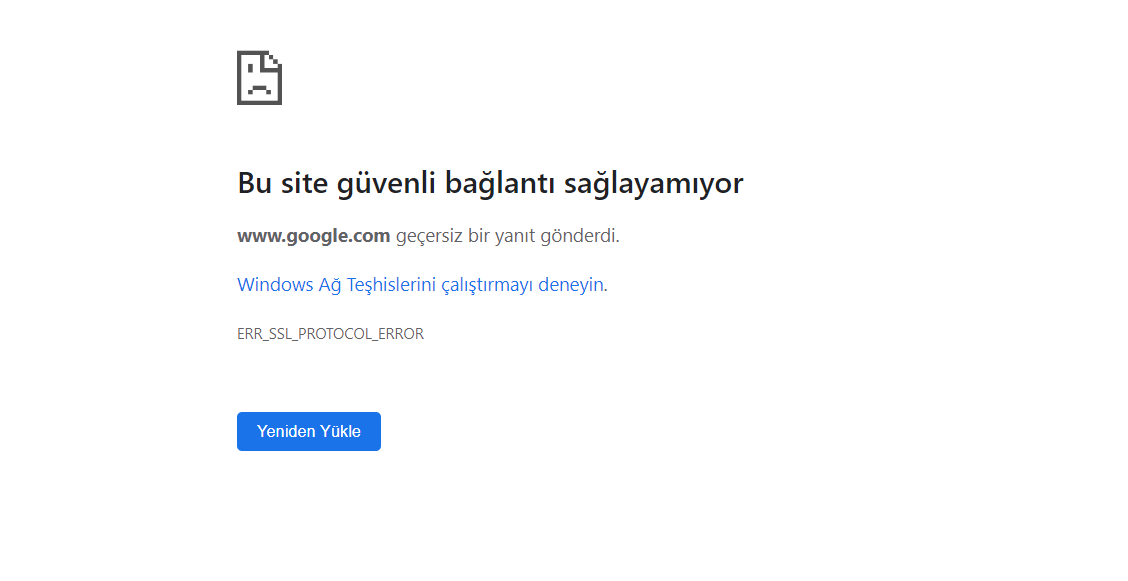 Bu site güvenli bağlantı sağlayamıyor
www.google.com geçersiz bir yanıt gönderdi.
Windows Ağ Teşhislerini çalıştırmayı deneyin.
ERR_SSL_PROTOCOL_ERROR
Yeniden Yükle